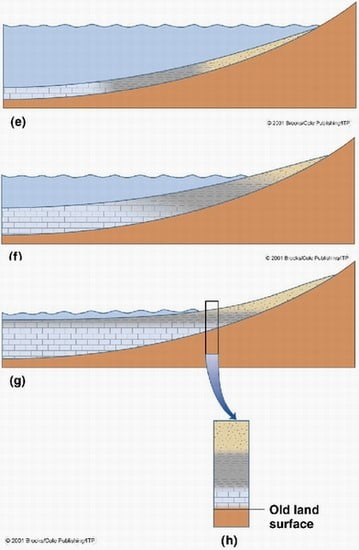 (e)
© 2001 Brooks/Cole Publishing/ITP
(f)
© 2001 Brooks/Cole Publishing/ITP
(g)
Old land
surface
(h)
© 2001 Brooks/Cole Publishing/ITP